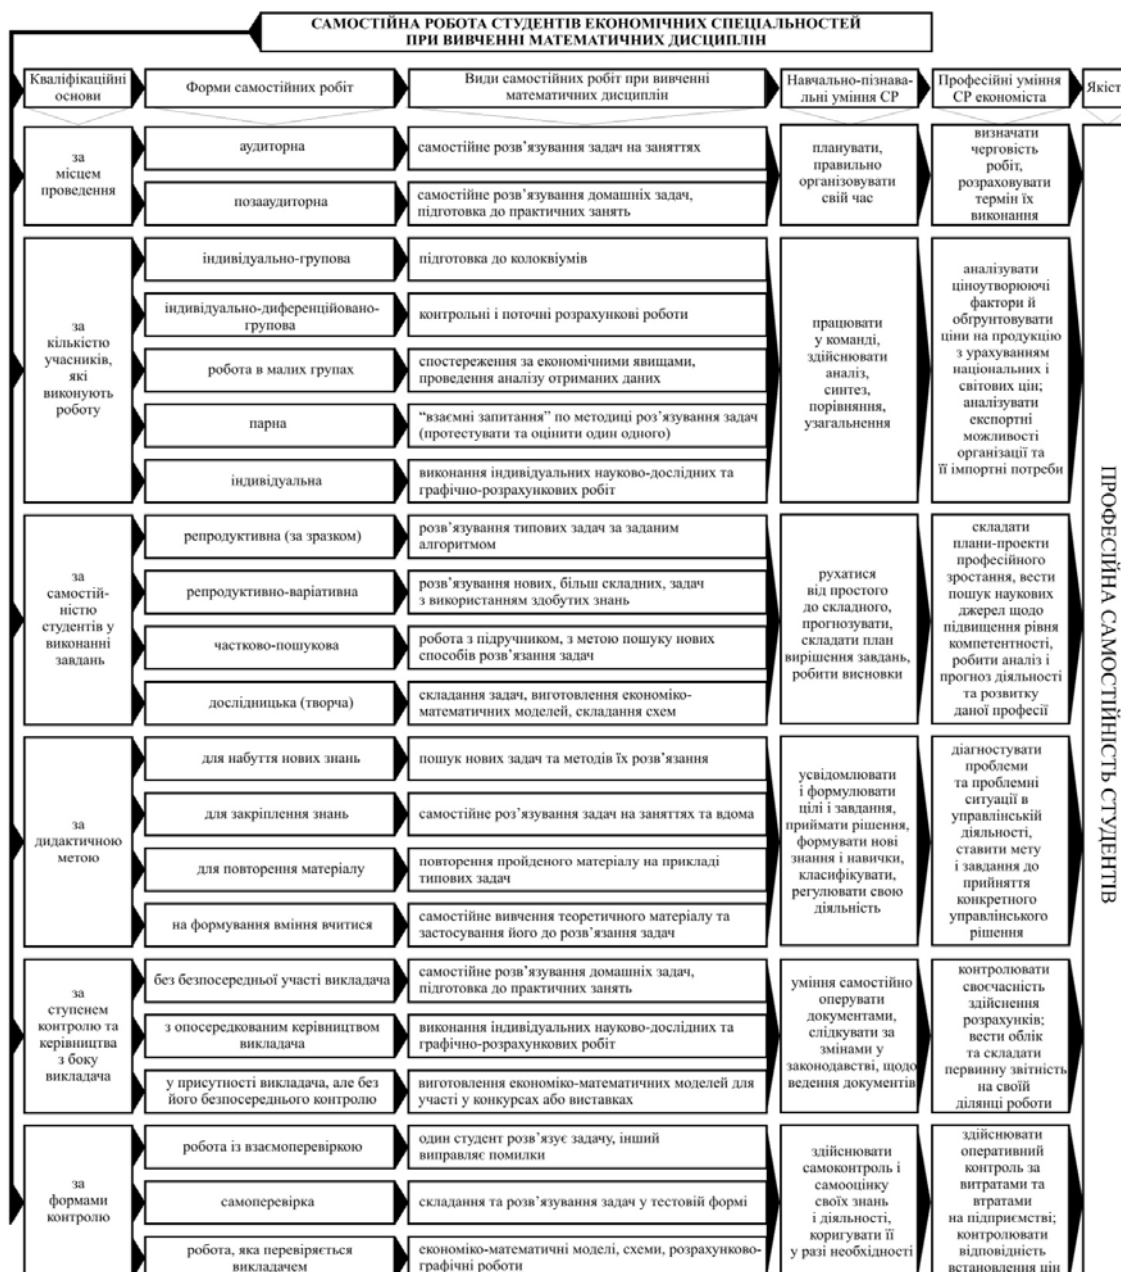 САМОСТІЙНА РОБОТА СТУДЕНТІВ ЕКОНОМІЧНИХ СПЕЦІАЛЬНОСТЕЙ
ПРИ ВИВЧЕННІ МАТЕМАТИЧНИХ ДИСЦИПЛІН
Кваліфікаційні
основи
Форми самостійних робіт
Види самостійних робіт при вивченні
математичних дисциплін
Навчально-пізнава-
льні уміння СР
Професійні уміння
СР економіста
Якіст
за
місцем
проведення
аудиторна
самостійне розв’язування задач на заняттях
позааудиторна
самостійне розв’язування домашніх задач,
підготовка до практичних занять
планувати,
правильно
організовувати
свій час
визначати
черговість
робіт,
розраховувати
термін їх
виконання
за
кількістю
учасників,
які
виконують
роботу
індивідуально-групова
підготовка до колоквіумів
індивідуально-диференційовано-
групова
контрольні і поточні розрахункові роботи
робота в малих групах
спостереження за економічними явищами,
проведення аналізу отриманих даних
парна
“взаємні запитання” по методиці роз’язування задач
(протестувати та оцінити один одного)
індивідуальна
виконання індивідуальних науково-дослідних та
графічно-розрахункових робіт
працювати
у команді,
здійснювати
аналіз,
синтез,
порівняння,
узагальнення
аналізувати
ціноутворюючі
фактори й
обґрунтовувати
ціни на продукцію
з урахуванням
національних і
світових цін;
аналізувати
експортні
можливості
організації та
її імпортні потреби
за
самостій-
ністю
студентів у
виконанні
завдань
репродуктивна (за зразком)
розв’язування типових задач за заданим
алгоритмом
репродуктивно-варіативна
розв’язування нових, більш складних, задач
з використанням здобутих знань
частково-пошукова
робота з підручником, з метою пошуку нових
способів розв’язання задач
дослідницька (творча)
складання задач, виготовлення економіко-
математичних моделей, складання схем
рухатися
від простого
до складного,
прогнозувати,
складати план
вирішення завдань,
робити висновки
складати
плани-проекти
професійного
зростання, вести
пошук наукових
джерел щодо
підвищення рівня
компетентності,
робити аналіз і
прогноз діяльності
та розвитку
даної професії
за
дидактичною
метою
для набуття нових знань
пошук нових задач та методів їх розв’язання
для закріплення знань
самостійне роз’язування задач на заняттях та вдома
для повторення матеріалу
повторення пройденого матеріалу на прикладі
типових задач
на формування вміння вчитися
самостійне вивчення теоретичного матеріалу та
застосування його до розв’язання задач
усвідомлювати
і формулювати
цілі і завдання,
приймати рішення,
формувати нові
знання і навички,
класифікувати,
регулювати свою
діяльність
діагностувати
проблеми
та проблемні
ситуації в
управлінській
діяльності,
ставити мету
і завдання до
прийняття
конкретного
управлінського
рішення
за
ступенем
контролю та
керівництва
з боку
викладача
без безпосередньої участі викладача
самостійне розв’язування домашніх задач,
підготовка до практичних занять
з опосередкованим керівництвом
викладача
виконання індивідуальних науково-дослідних та
графічно-розрахункових робіт
у присутності викладача, але без
його безпосереднього контролю
виготовлення економіко-математичних моделей для
участі у конкурсах або виставках
уміння самостійно
оперувати
документами,
слідкувати за
змінами у
законодавстві, щодо
ведення документів
контролювати
своєчасність
здійснення
розрахунків;
вести облік
та складати
первинну звітність
на своїй
ділянці роботи
за
формами
контролю
робота із взаємоперевіркою
один студент розв’язує задачу, інший
виправляє помилки
самоперевірка
складання та розв’язування задач у тестовій формі
робота, яка перевіряється
викладачем
економіко-математичні моделі, схеми, розрахунково-
графічні роботи
здійснювати
самоконтроль і
самооцінку
своїх знань
і діяльності,
коригувати її
у разі необхідності
здійснювати
оперативний
контроль за
витратами та
втратами
на підприємстві;
контролювати
відповідність
встановлення цін
ПРОФЕСІЙНА САМОСТІЙНІСТЬ СТУДЕНТІВ